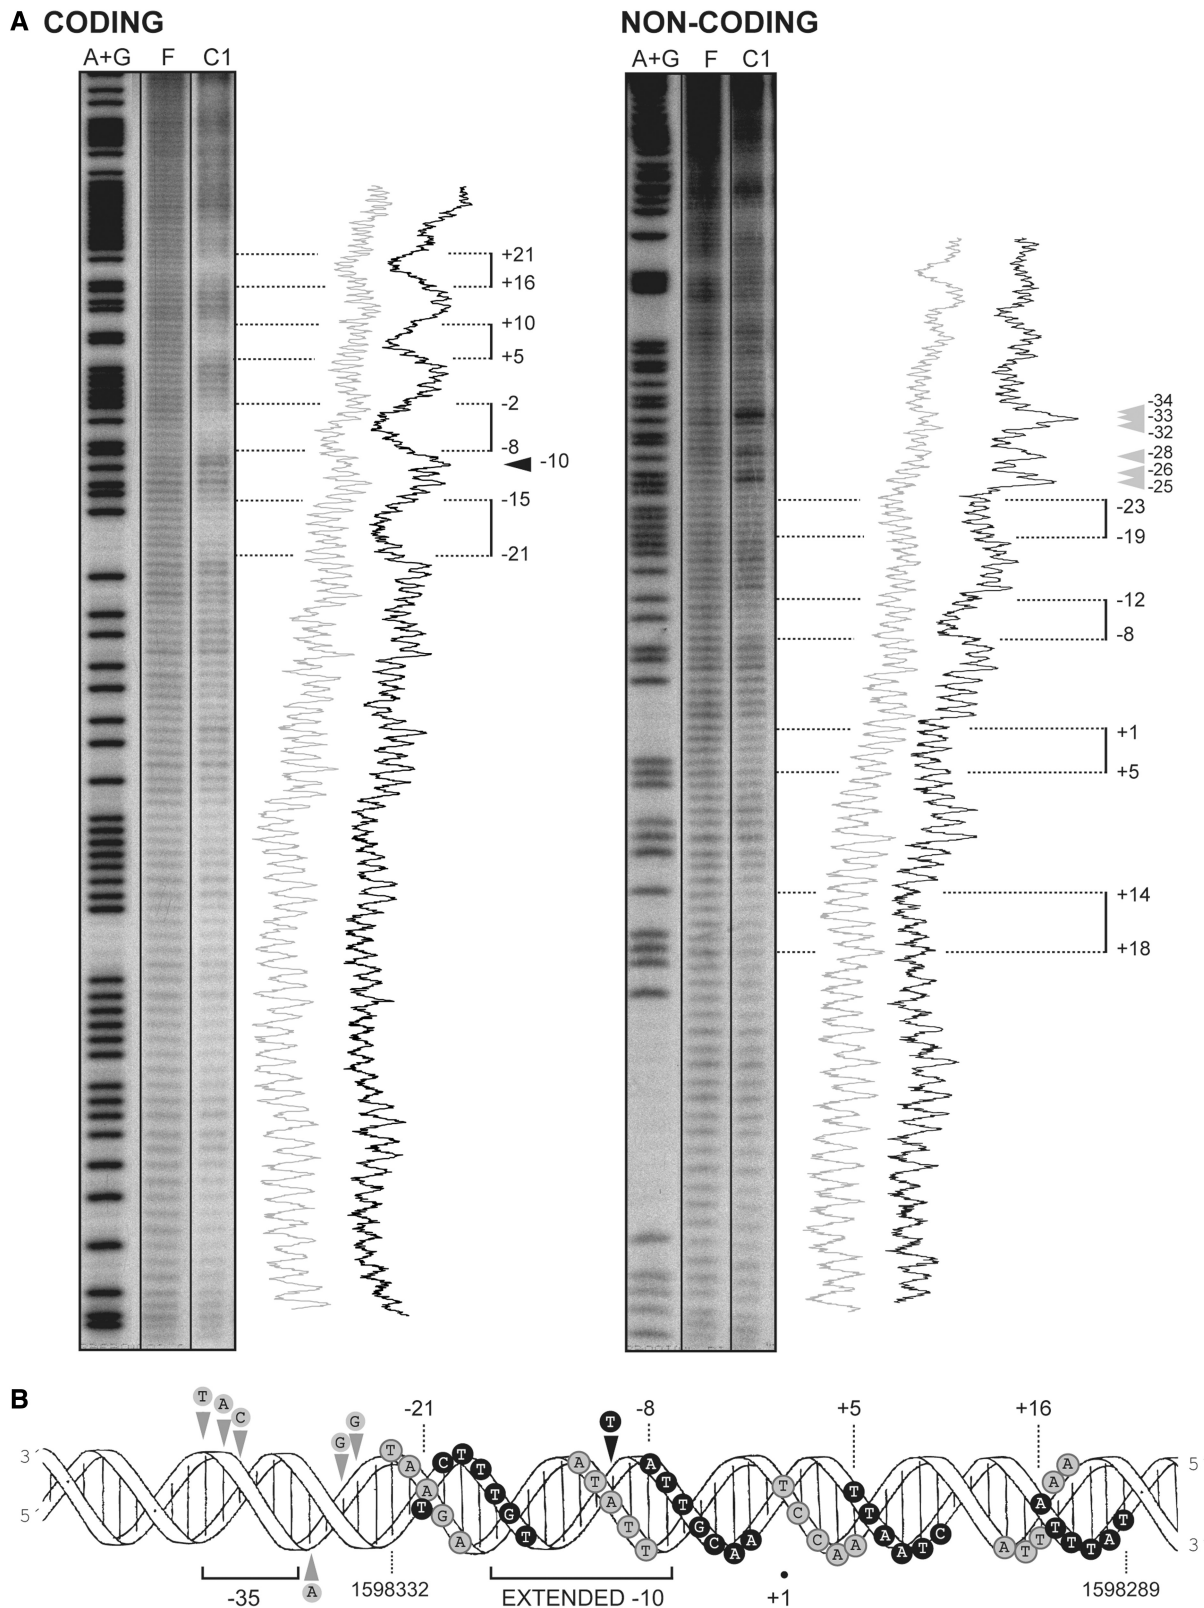 A CODING
NON-CODING
A+G F C1
A+G F C1
+21
+16
+10
+5
-2
-8
-10
-15
-21
-34
-33
-32
-28
-26
-25
-23
-19
-12
-8
+1
+5
+14
+18
B
T A C
G G
T
-21
-8
+5
+16
3
5
5
3
T A A G A
T C T T T G T
A T A T T
A T T G C A A
T C C A A
T T A A T C
A T T A A
A T T T A T
A
-35
1598332
EXTENDED -10
+1
1598289